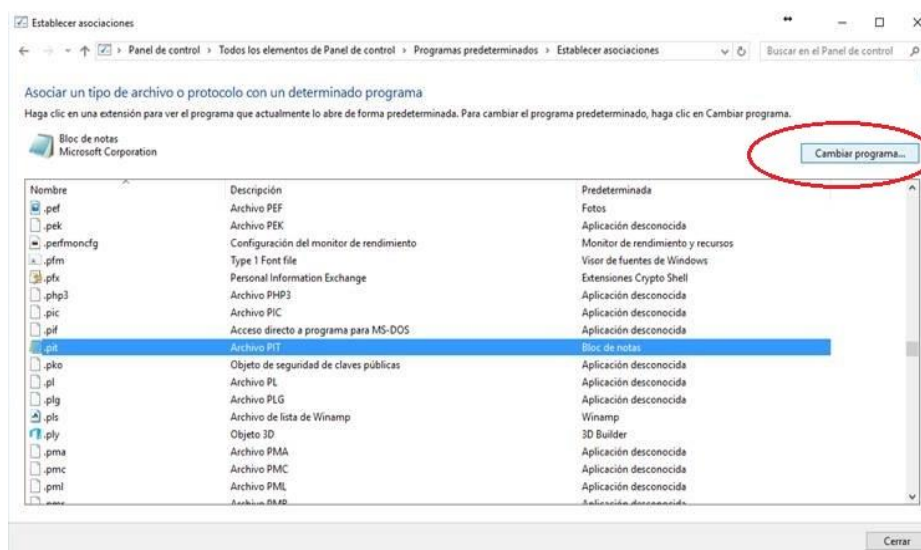 Establecer asociaciones
Panel de control > Todos los elementos de Panel de control > Programas predeterminados > Establecer asociaciones
Buscar en el Panel de control
Asociar un tipo de archivo o protocolo con un determinado programa
Haga clic en una extensión para ver el programa que actualmente lo abre de forma predeterminada. Para cambiar el programa predeterminado, haga clic en Cambiar programa.
Bloc de notas
Microsoft Corporation
Cambiar programa...
Nombre Descripción Predeterminada
.pef Archivo PEF Fotos
.pek Archivo PEK Aplicación desconocida
.perfmoncfg Configuración del monitor de rendimiento Monitor de rendimiento y recursos
.pfm Type 1 Font file Visor de fuentes de Windows
.pfx Personal Information Exchange Extensiones Crypto Shell
.php3 Archivo PHP3 Aplicación desconocida
.pic Archivo PIC Aplicación desconocida
.pif Acceso directo a programa para MS-DOS Aplicación desconocida
.pit Archivo PIT Bloc de notas
.pko Objeto de seguridad de claves públicas Aplicación desconocida
.pl Archivo PL Aplicación desconocida
.plg Archivo PLG Aplicación desconocida
.pls Archivo de lista de Winamp Winamp
.ply Objeto 3D 3D Builder
.pma Archivo PMA Aplicación desconocida
.pmc Archivo PMC Aplicación desconocida
.pml Archivo PML Aplicación desconocida
Archivo PMR Aplicación desconocida
Cerrar